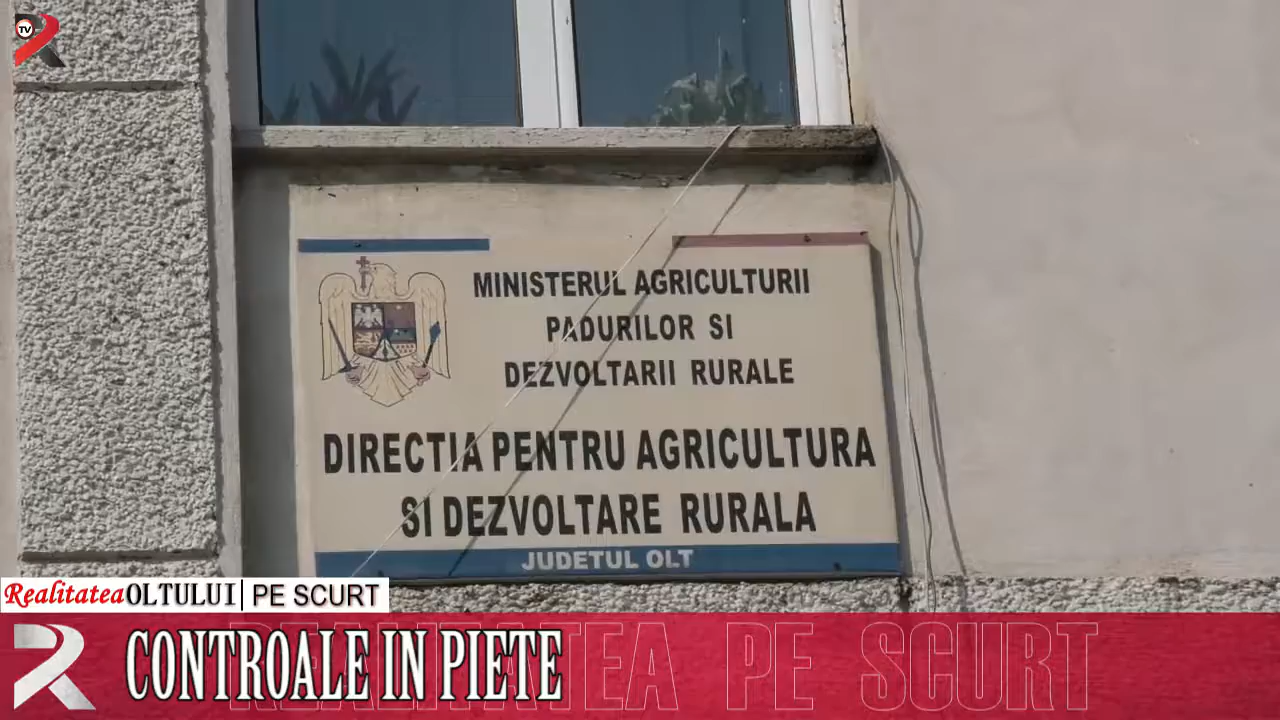 TV
R
MINISTERUL AGRICULTURII
PADURILOR SI
DEZVOLTARII RURALE
DIRECTIA PENTRU AGRICULTURA
SI DEZVOLTARE RURALA
JUDETUL OLT
RealitateaOLTULUI PE SCURT
REALITATEA PE SCURT
R CONTROALE IN PIETE